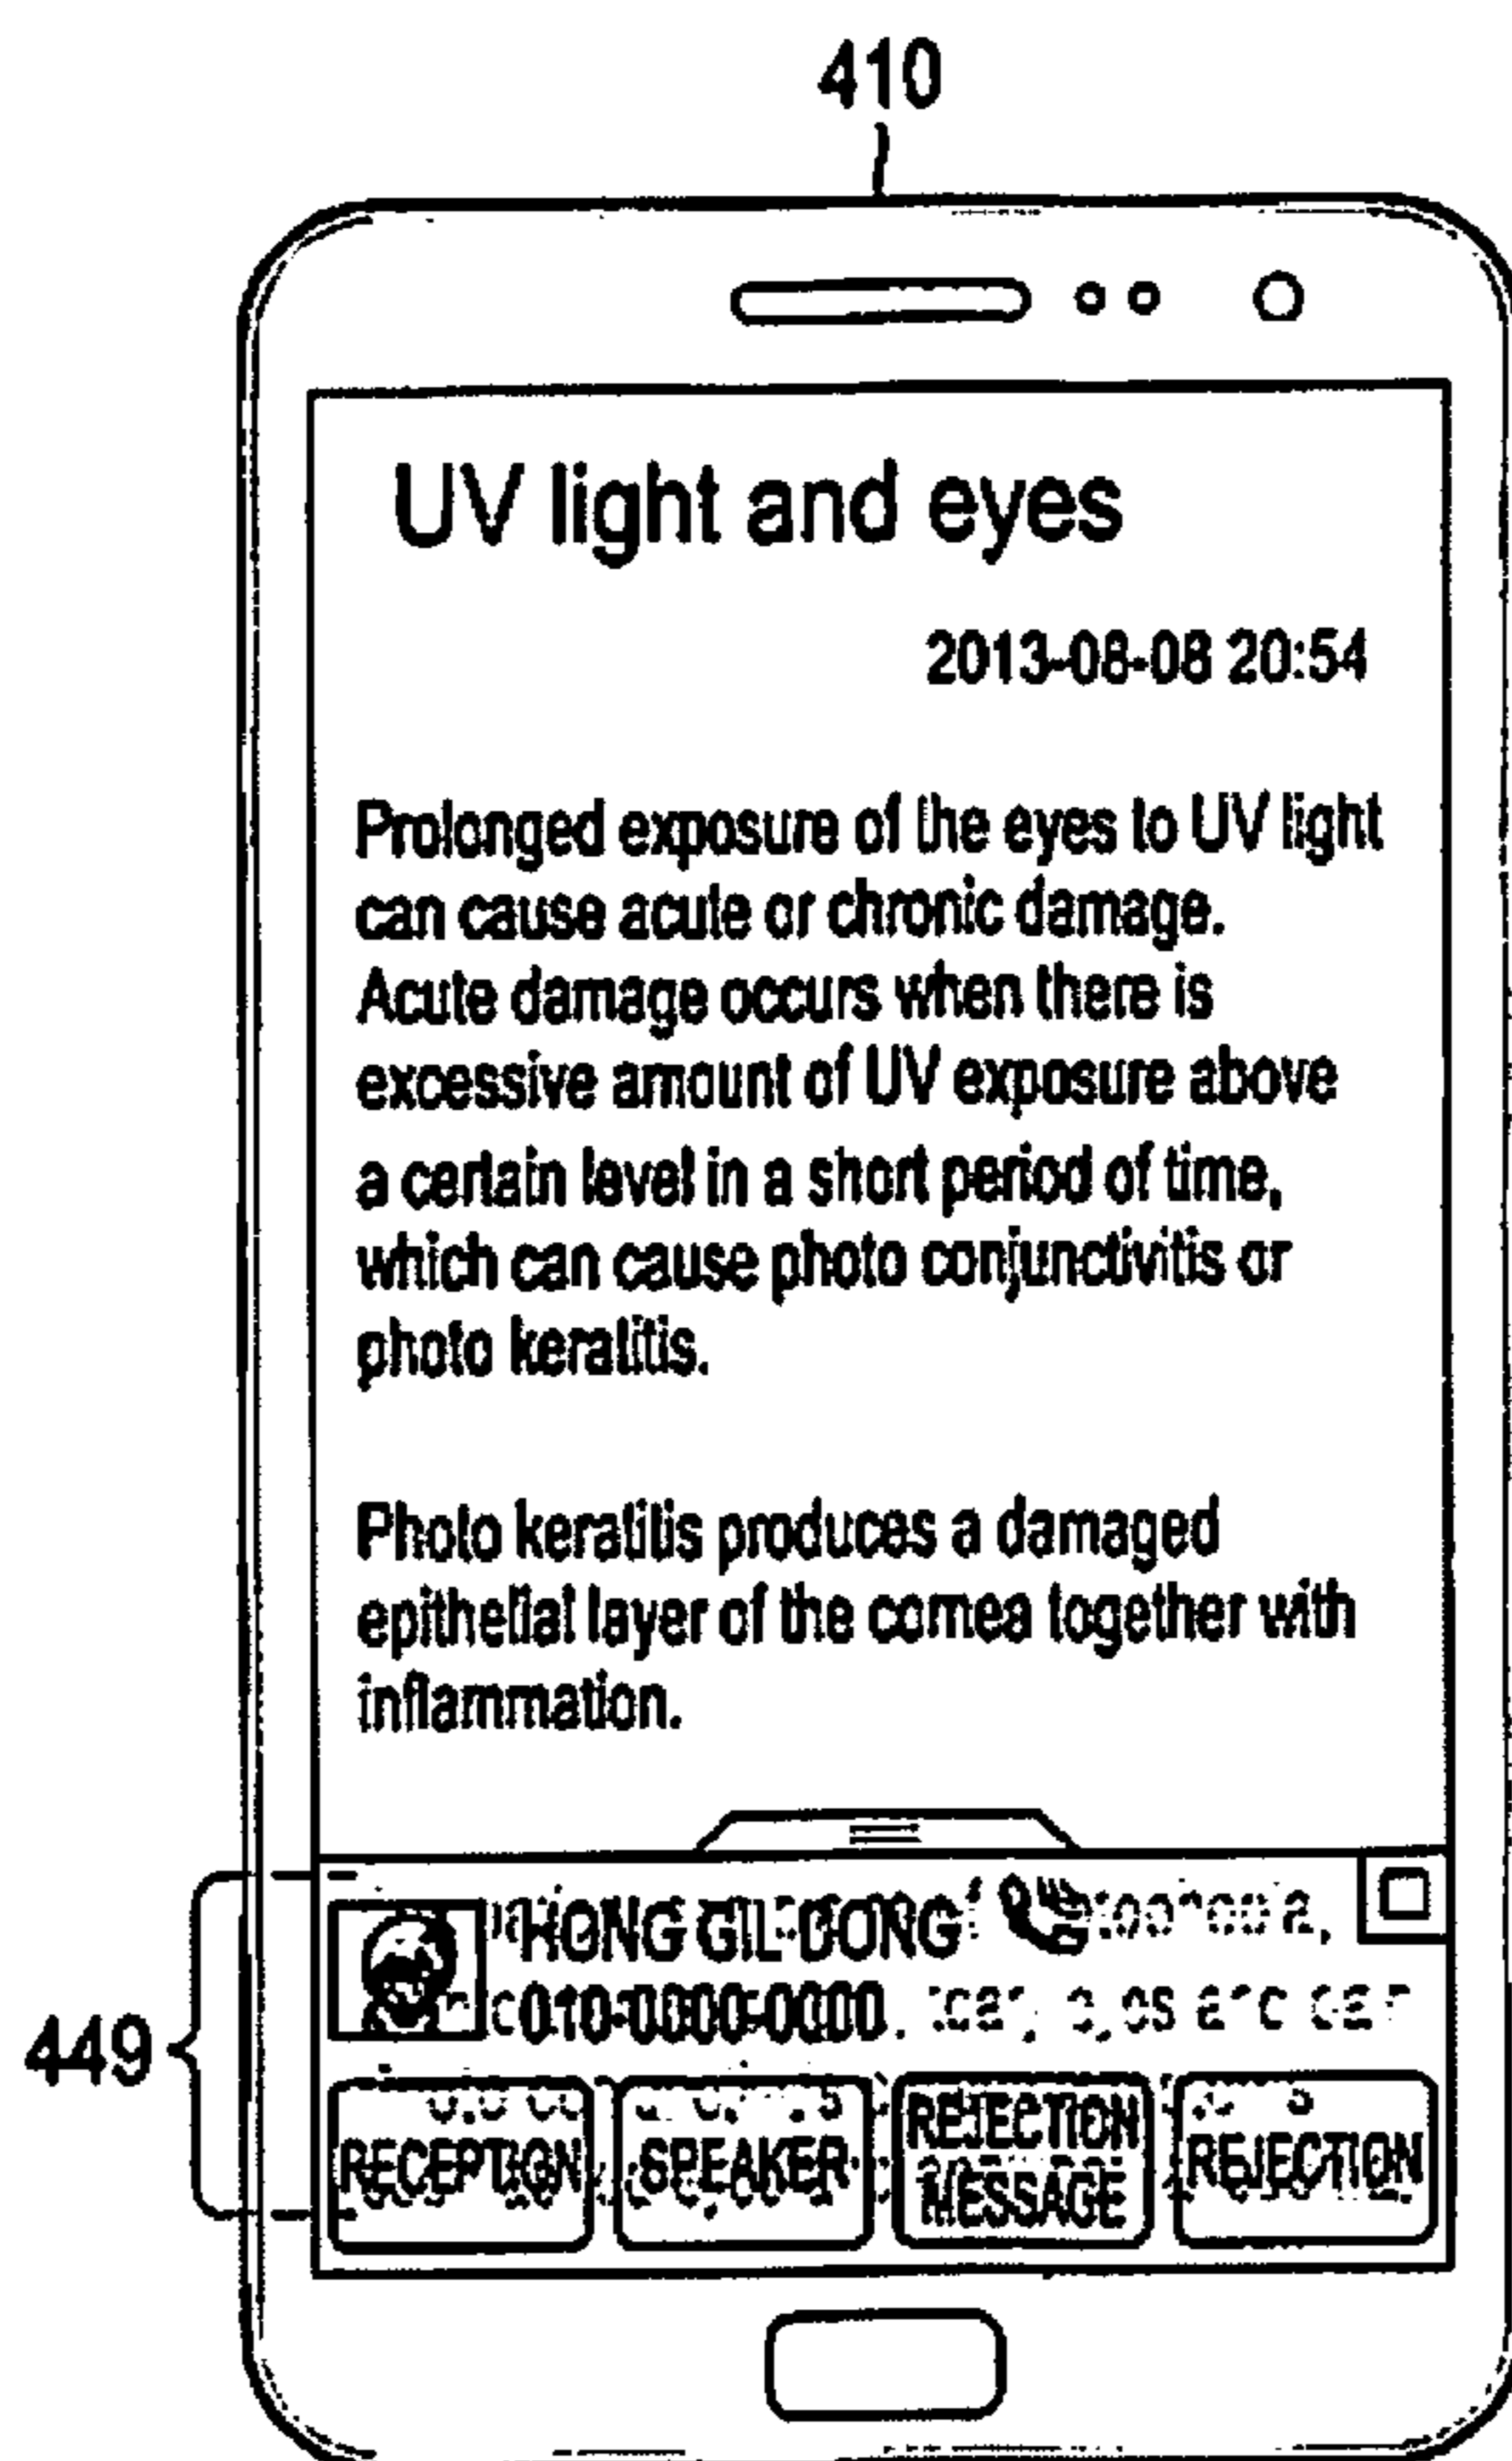 410
UV light and eyes
2013-08-08 20:54
Prolonged exposure of the eyes to UV light
can cause acute or chronic damage.
Acute damage occurs when there is
excessive amount of UV exposure above
a certain level in a short period of time,
which can cause photo conjunctivitis or
photo keratitis.
Photo keratitis produces a damaged
epithelial layer of the cornea together with
inflammation.
HONG GIL DONG
010-0000-0000
449
RECEPTION
SPEAKER
REJECTION
MESSAGE
REJECTION